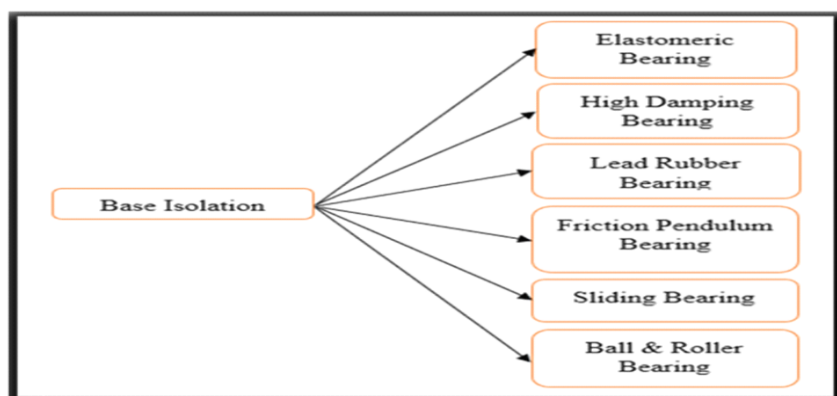 Elastomeric
Bearing
High Damping
Bearing
Lead Rubber
Bearing
Base Isolation
Friction Pendulum
Bearing
Sliding Bearing
Ball & Roller
Bearing